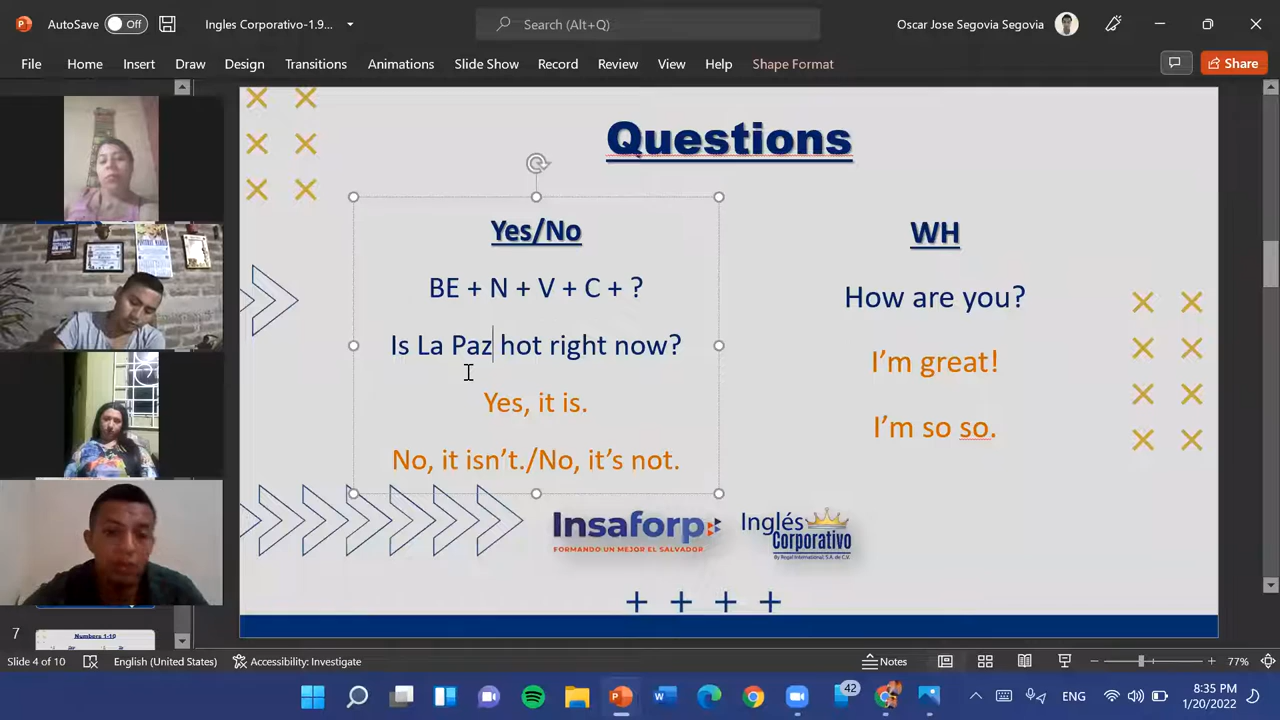 AutoSave Off Ingles Corporativo-1.9... Search (Alt+Q) Oscar Jose Segovia Segovia
File Home Insert Draw Design Transitions Animations Slide Show Record Review View Help Shape Format Share
Questions
Yes/No
BE + N + V + C + ?
Is La Paz hot right now?
Yes, it is.
No, it isn't./No, it's not.
WH
How are you?
I'm great!
I'm so so.
Insaforp
FORMANDO UN MEJOR EL SALVADOR
Inglés
Corporativo
By Regal International, S.A. de C.V.
7
Numbers 1-10
Slide 4 of 10 English (United States) Accessibility: Investigate Notes 77%
42 ENG 8:35 PM
1/20/2022